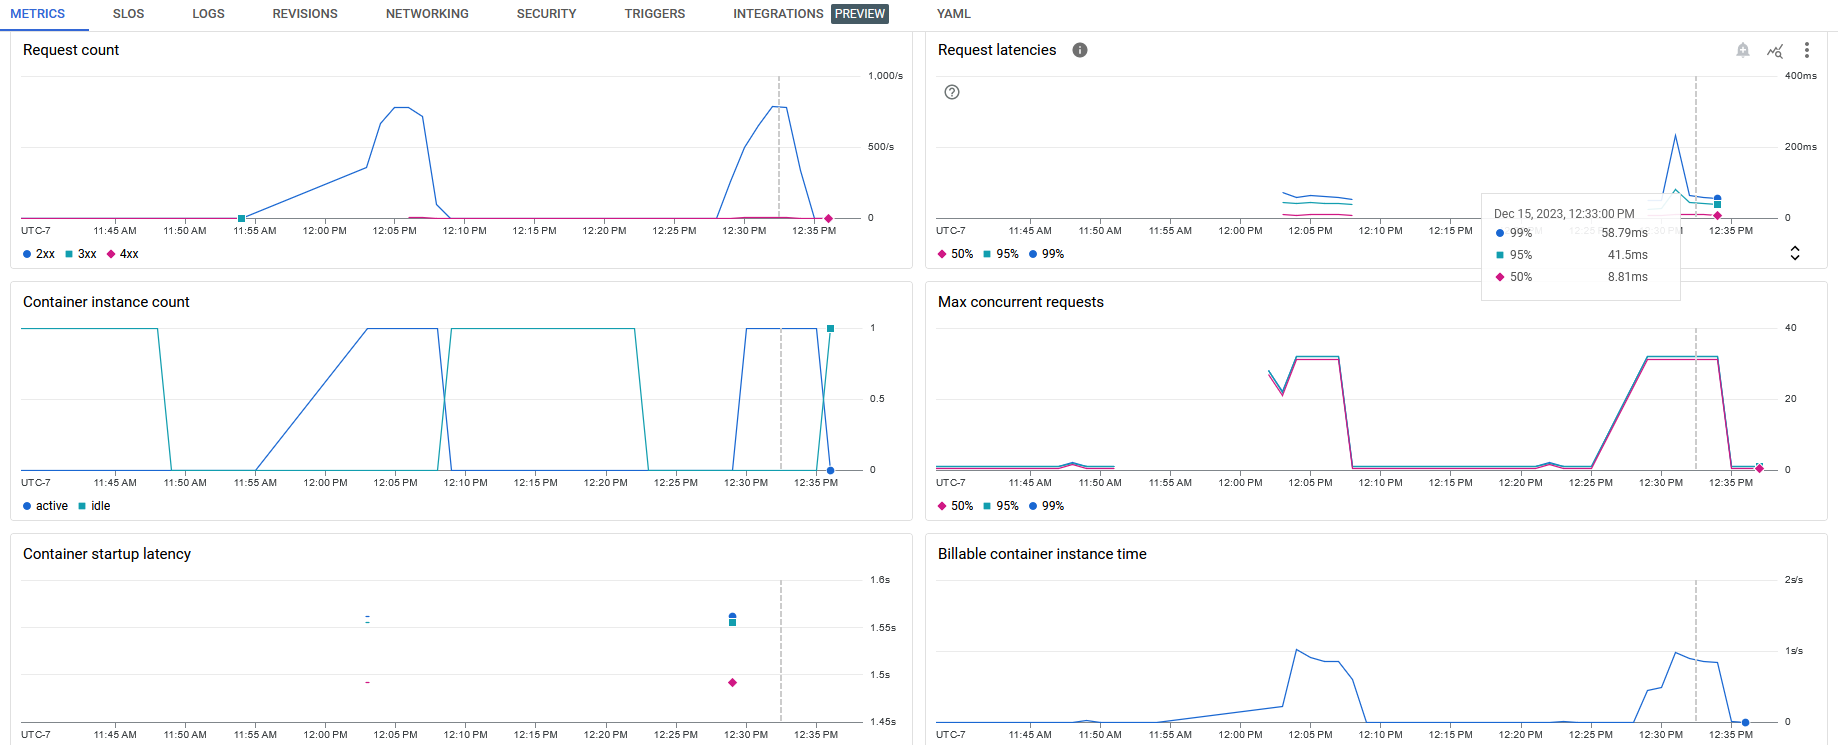 METRICS SLOS LOGS REVISIONS NETWORKING SECURITY TRIGGERS INTEGRATIONS PREVIEW YAML
Request count
1,000/s
500/s
0
UTC-7 11:45 AM 11:50 AM 11:55 AM 12:00 PM 12:05 PM 12:10 PM 12:15 PM 12:20 PM 12:25 PM 12:30 PM 12:35 PM
2xx 3xx 4xx
Request latencies
400ms
200ms
0
UTC-7 11:45 AM 11:50 AM 11:55 AM 12:00 PM 12:05 PM 12:10 PM 12:15 PM 12:25 12:30 PM 12:35 PM
50% 95% 99%
Dec 15, 2023, 12:33:00 PM
99% 58.79ms
95% 41.5ms
50% 8.81ms
Container instance count
1
0.5
0
UTC-7 11:45 AM 11:50 AM 11:55 AM 12:00 PM 12:05 PM 12:10 PM 12:15 PM 12:20 PM 12:25 PM 12:30 PM 12:35 PM
active idle
Max concurrent requests
40
20
0
UTC-7 11:45 AM 11:50 AM 11:55 AM 12:00 PM 12:05 PM 12:10 PM 12:15 PM 12:20 PM 12:25 PM 12:30 PM 12:35 PM
50% 95% 99%
Container startup latency
1.6s
1.55s
1.5s
1.45s
UTC-7 11:45 AM 11:50 AM 11:55 AM 12:00 PM 12:05 PM 12:10 PM 12:15 PM 12:20 PM 12:25 PM 12:30 PM 12:35 PM
Billable container instance time
2s/s
1s/s
0
UTC-7 11:45 AM 11:50 AM 11:55 AM 12:00 PM 12:05 PM 12:10 PM 12:15 PM 12:20 PM 12:25 PM 12:30 PM 12:35 PM